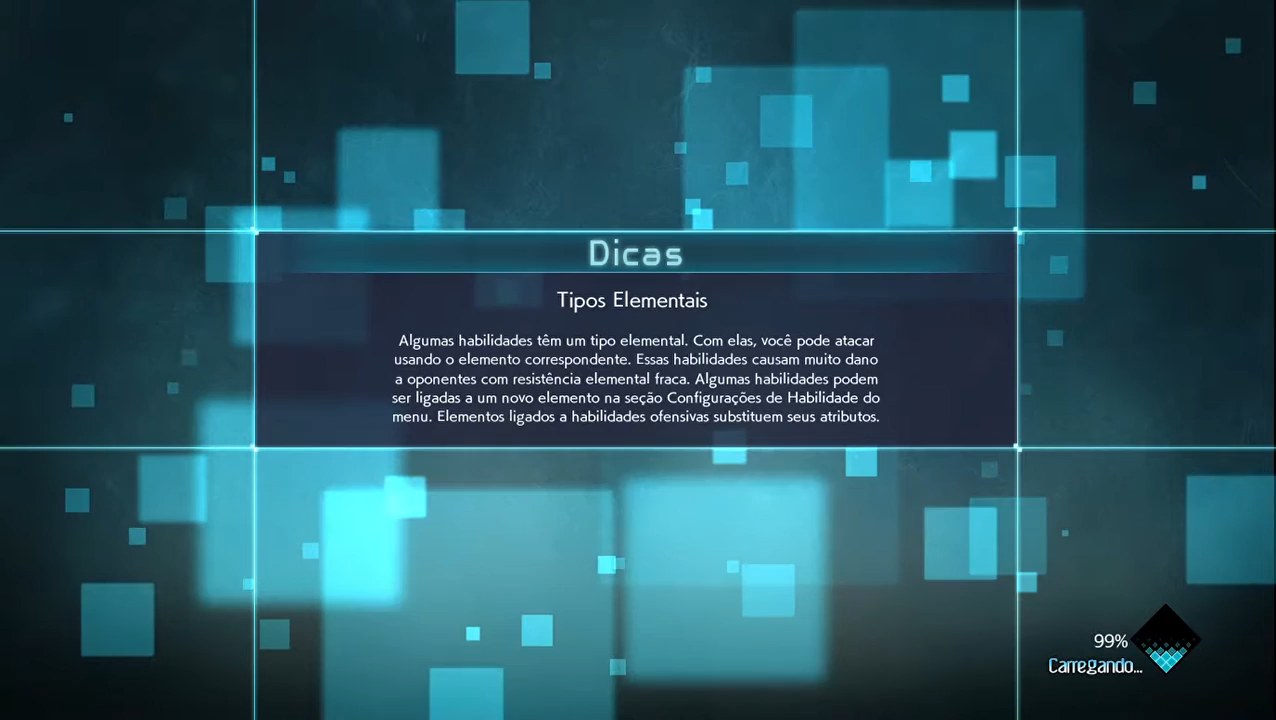 Dicas
Tipos Elementais
Algumas habilidades têm um tipo elemental. Com elas, você pode atacar
usando o elemento correspondente. Essas habilidades causam muito dano
a oponentes com resistência elemental fraca. Algumas habilidades podem
ser ligadas a um novo elemento na seção Configurações de Habilidade do
menu. Elementos ligados a habilidades ofensivas substituem seus atributos.
99%
Carregando...